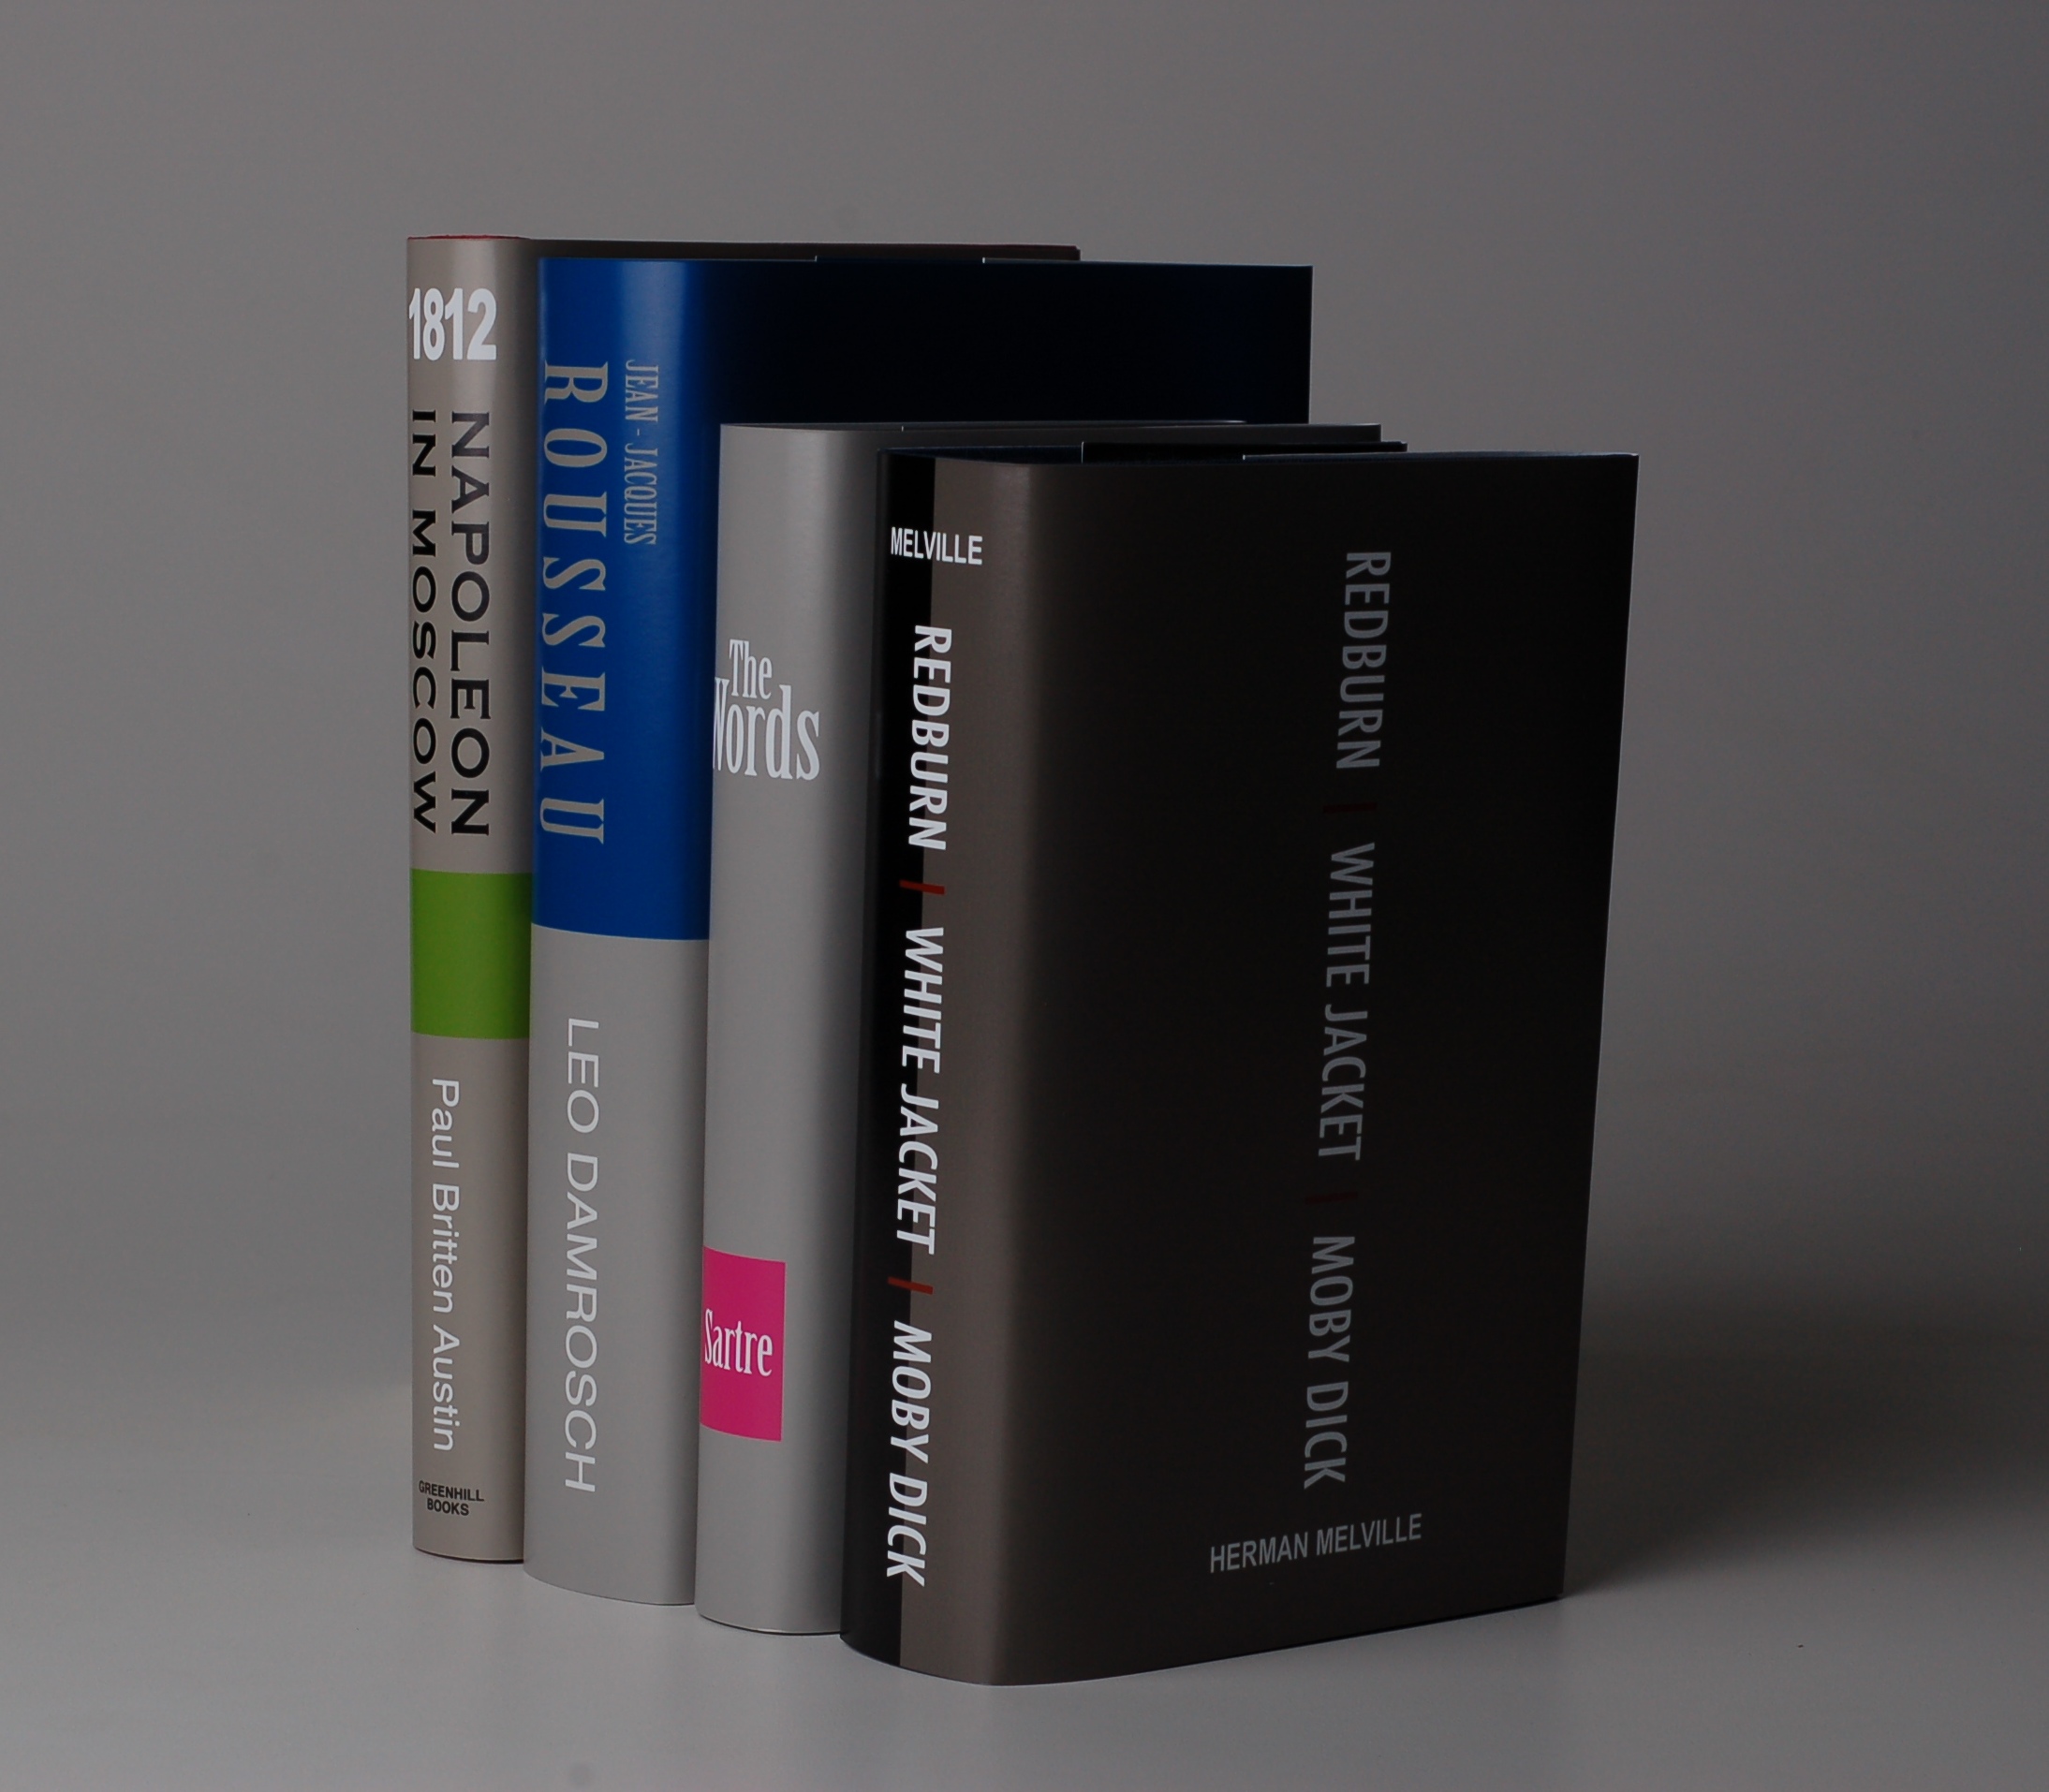 1812
NAPOLEON
IN MOSCOW
Paul Britten Austin
GREENHILL
BOOKS
JEAN - JACQUES
ROUSSEAU
LEO DAMROSCH
The
Words
Sartre
MELVILLE
REDBURN | WHITE JACKET | MOBY DICK
REDBURN | WHITE JACKET | MOBY DICK
HERMAN MELVILLE